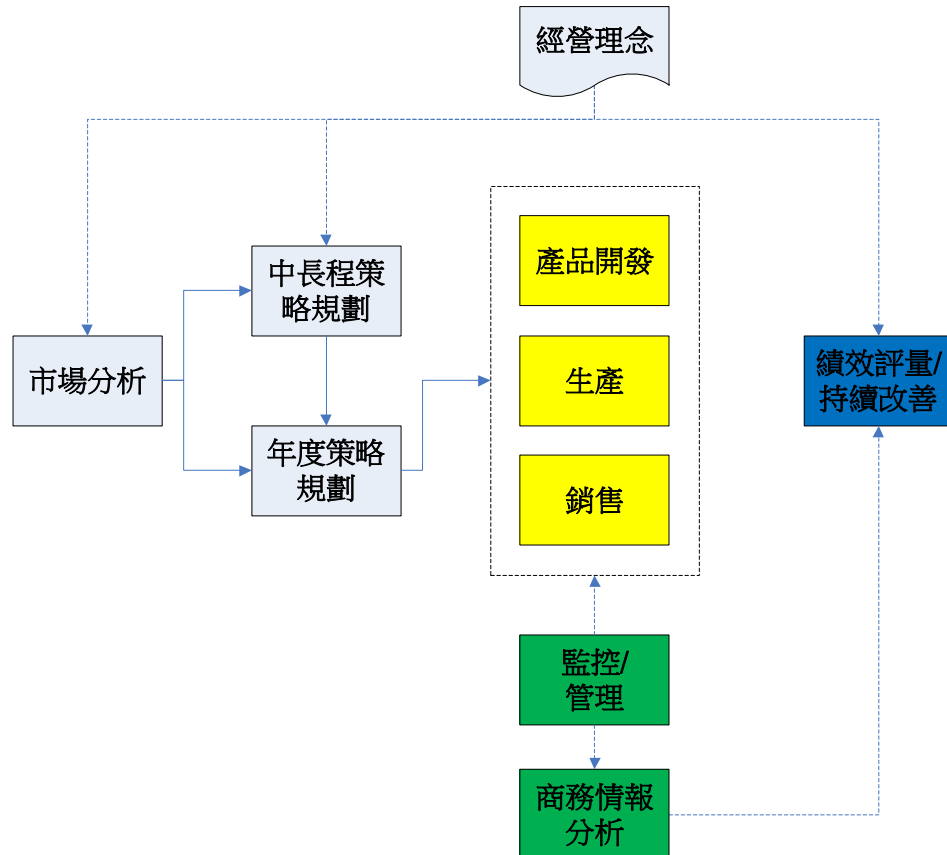 經營理念
產品開發
中長程策
略規劃
市場分析
生產
績效評量/
持續改善
年度策略
規劃
銷售
監控/
管理
商務情報
分析